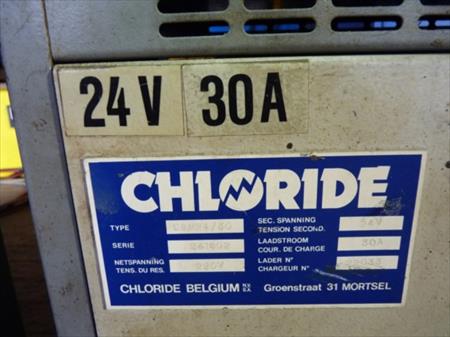 24V 30A
CHLORIDE
TYPE
SERIE
NETSPANNING 220V
TENS. DU RES.
SEC. SPANNING 24V
TENSION SECOND.
LAADSTROOM 30A
COUR. DE CHARGE
LADER N°
CHARGEUR N°
CHLORIDE BELGIUM N.V. S.A. Groenstraat 31 MORTSEL